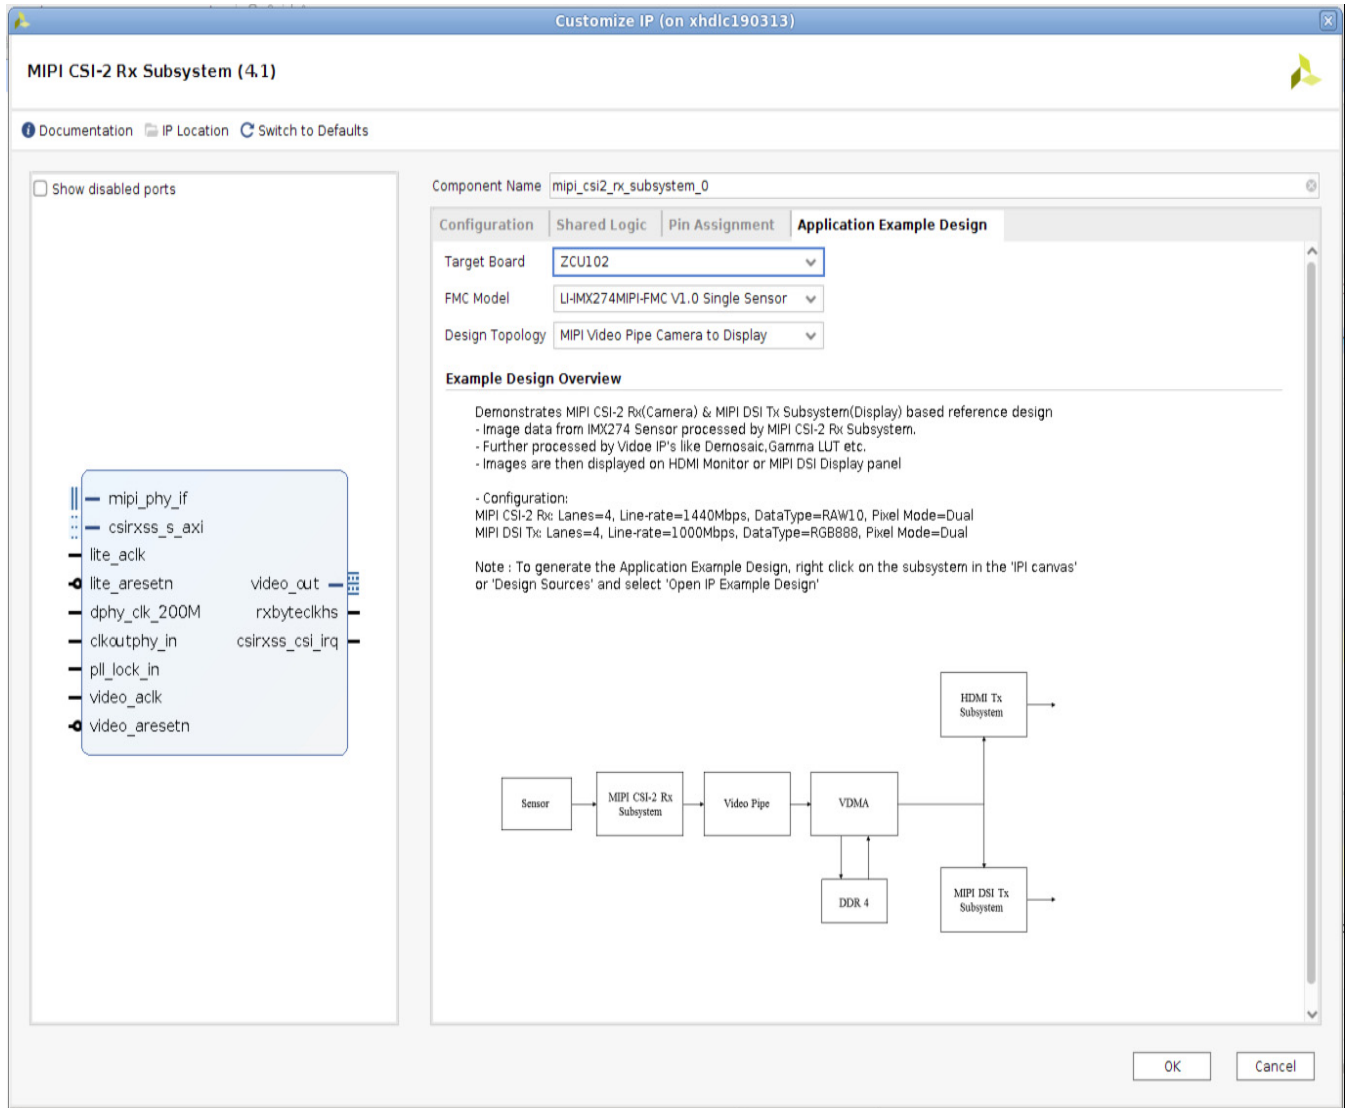 Customize IP (on xhdlc190313)
MIPI CSI-2 Rx Subsystem (4.1)
Documentation IP Location Switch to Defaults
Show disabled ports
mipi_phy_if
csirxss_s_axi
lite_aclk
lite_aresetn
dphy_clk_200M
clkoutphy_in
pll_lock_in
video_aclk
video_aresetn
video_out
rxbyteclkhs
csirxss_csi_irq
Component Name mipi_csi2_rx_subsystem_0
Configuration Shared Logic Pin Assignment Application Example Design
Target Board ZCU102
FMC Model LI-IMX274MIPI-FMC V1.0 Single Sensor
Design Topology MIPI Video Pipe Camera to Display
Example Design Overview
Demonstrates MIPI CSI-2 Rx(Camera) & MIPI DSI Tx Subsystem(Display) based reference design
- Image data from IMX274 Sensor processed by MIPI CSI-2 Rx Subsystem.
- Further processed by Vidoe IP's like Demosaic,Gamma LUT etc.
- Images are then displayed on HDMI Monitor or MIPI DSI Display panel
- Configuration:
MIPI CSI-2 Rx: Lanes=4, Line-rate=1440Mbps, DataType=RAW10, Pixel Mode=Dual
MIPI DSI Tx: Lanes=4, Line-rate=1000Mbps, DataType=RGB888, Pixel Mode=Dual
Note : To generate the Application Example Design, right click on the subsystem in the 'IPI canvas'
or 'Design Sources' and select 'Open IP Example Design'
HDMI Tx
Subsystem
Sensor
MIPI CSI-2 Rx
Subsystem
Video Pipe
VDMA
DDR 4
MIPI DSI Tx
Subsystem
OK Cancel